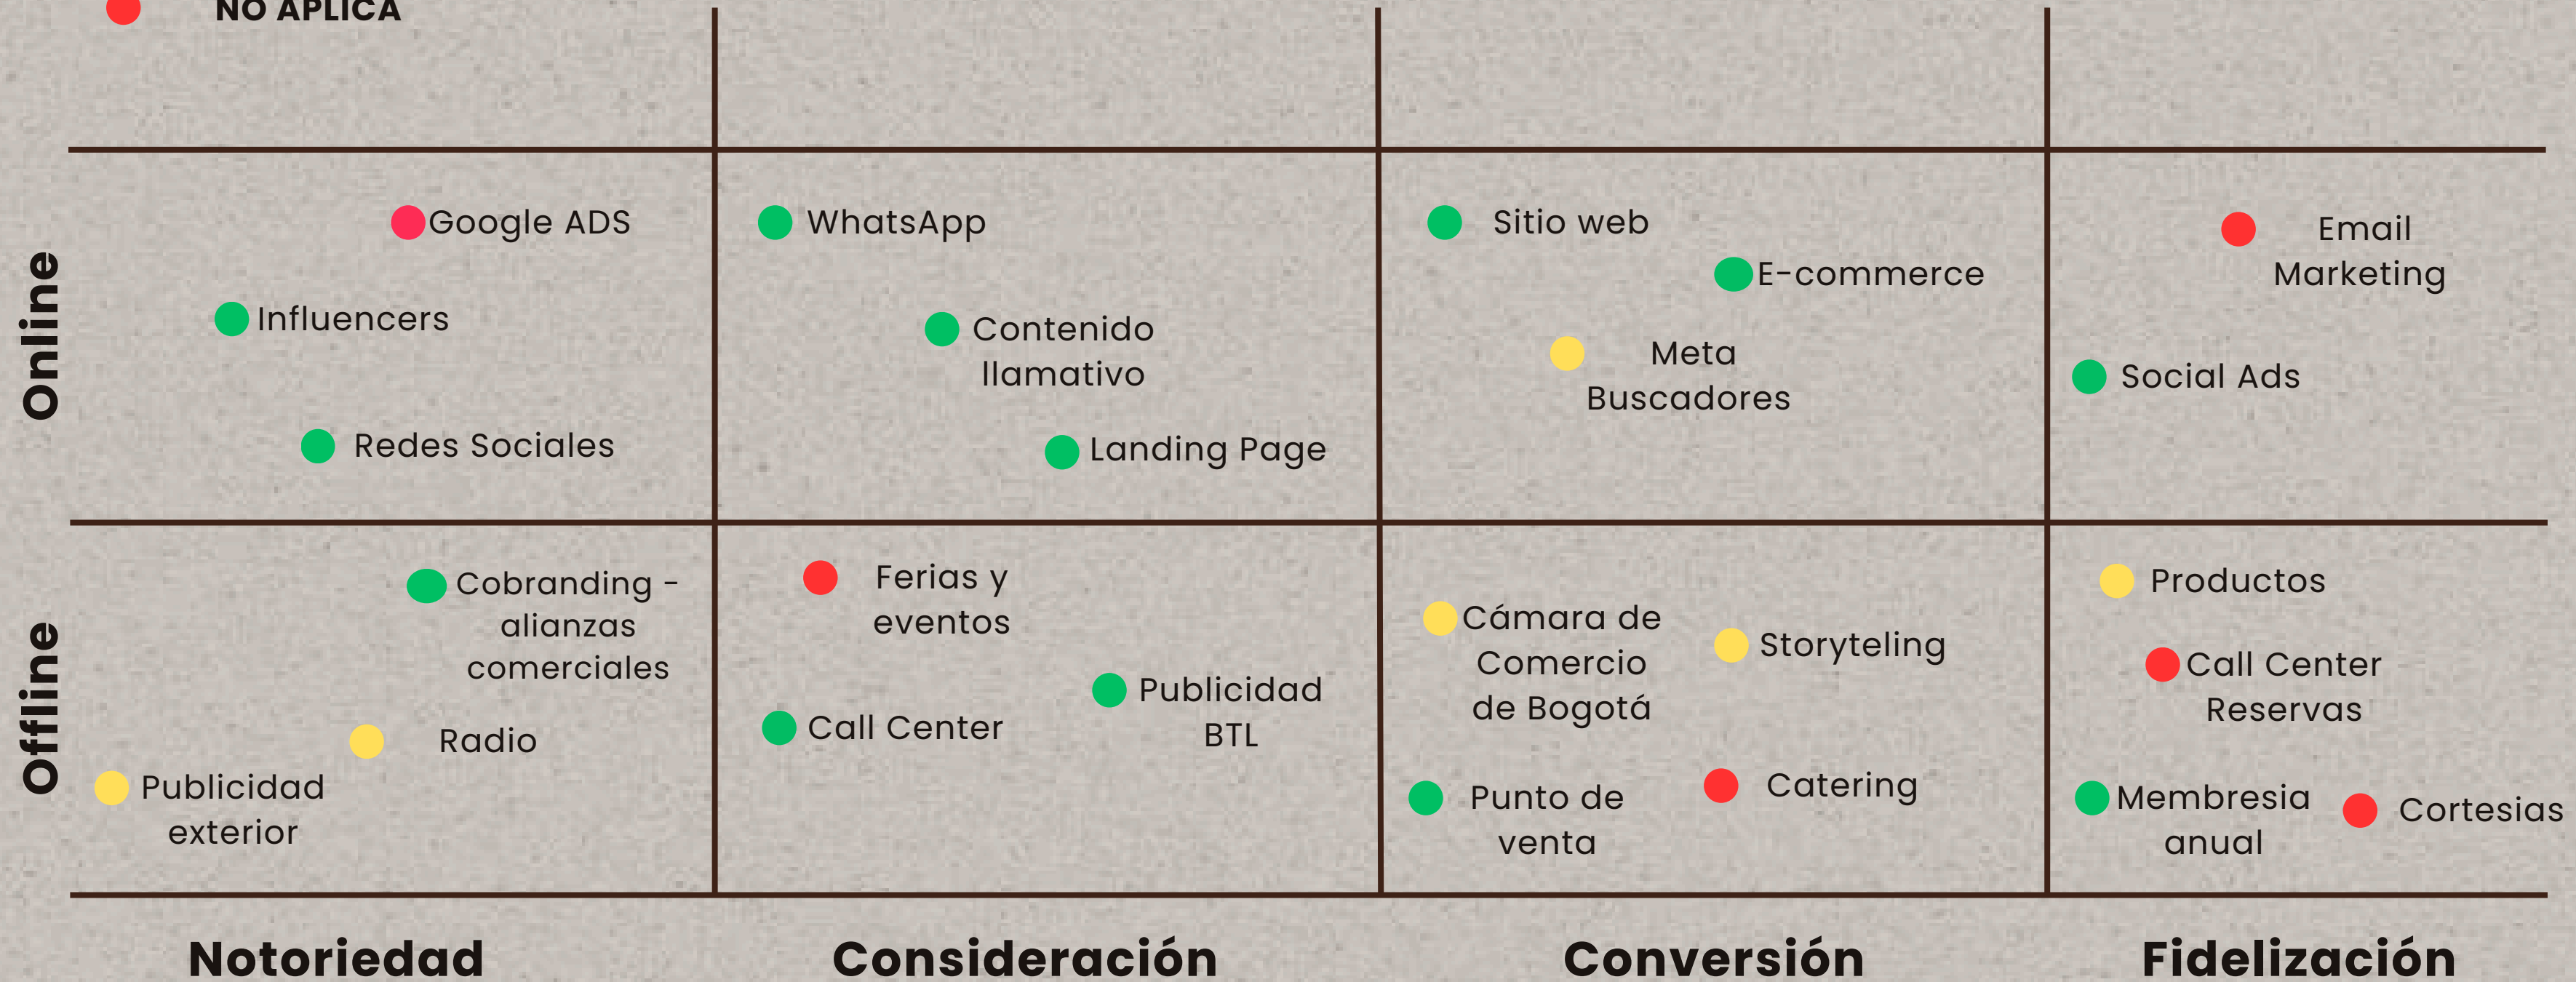 NO APLICA
Online
Google ADS
Influencers
Redes Sociales
WhatsApp
Contenido
llamativo
Landing Page
Sitio web
E-commerce
Meta
Buscadores
Email
Marketing
Social Ads
Offline
Cobranding -
alianzas
comerciales
Radio
Publicidad
exterior
Ferias y
eventos
Publicidad
BTL
Call Center
Cámara de
Comercio
de Bogotá
Storyteling
Punto de
venta
Catering
Productos
Call Center
Reservas
Membresia
anual
Cortesias
Notoriedad
Consideración
Conversión
Fidelización